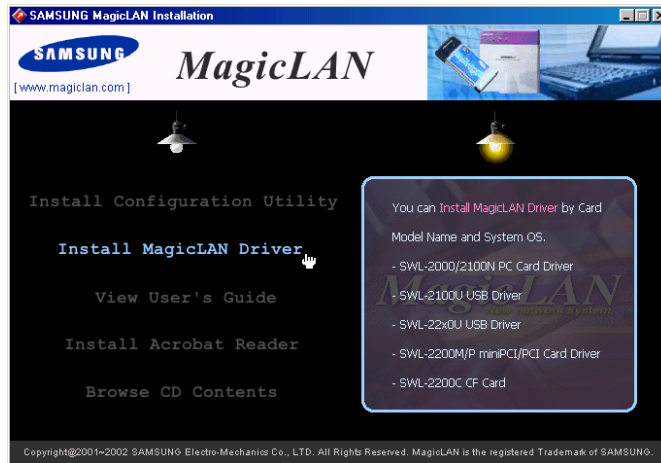 SAMSUNG MagicLAN Installation
SAMSUNG
[ www.magiclan.com ]
MagicLAN
Install Configuration Utility
Install MagicLAN Driver
View User's Guide
Install Acrobat Reader
Browse CD Contents
You can Install MagicLAN Driver by Card
Model Name and System OS.
- SWL-2000/2100N PC Card Driver
- SWL-2100U USB Driver
- SWL-22x0U USB Driver
- SWL-2200M/P miniPCI/PCI Card Driver
- SWL-2200C CF Card
MagicLAN
New network system
Copyright@2001~2002 SAMSUNG Electro-Mechanics Co., LTD. All Rights Reserved. MagicLAN is the registered Trademark of SAMSUNG.